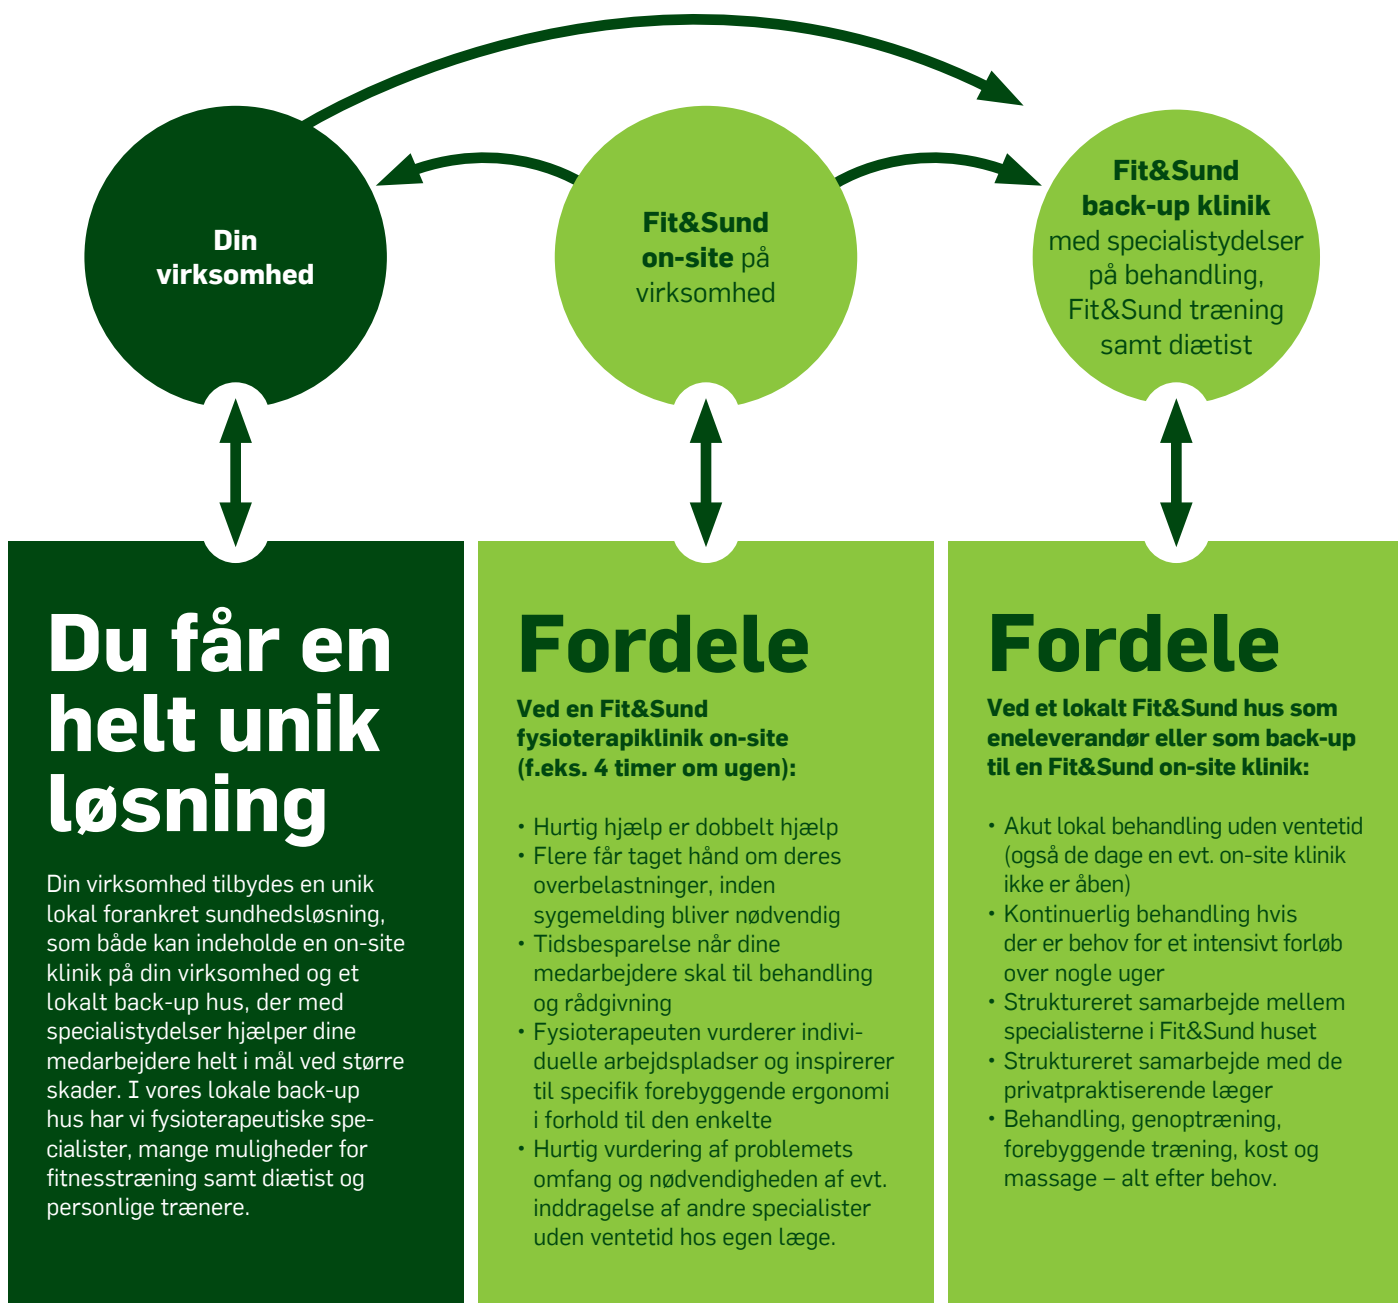 Din
virksomhed
Fit&Sund
on-site på
virksomhed
Fit&Sund
back-up klinik
med specialistydelser
på behandling,
Fit&Sund træning
samt diætist
Du får en
helt unik
løsning
Din virksomhed tilbydes en unik
lokal forankret sundhedsløsning,
som både kan indeholde en on-site
klinik på din virksomhed og et
lokalt back-up hus, der med
specialistydelser hjælper dine
medarbejdere helt i mål ved større
skader. I vores lokale back-up
hus har vi fysioterapeutiske spe-
cialister, mange muligheder for
fitnesstræning samt diætist og
personlige trænere.
Fordele
Ved en Fit&Sund
fysioterapiklinik on-site
(f.eks. 4 timer om ugen):
• Hurtig hjælp er dobbelt hjælp
• Flere får taget hånd om deres
overbelastninger, inden
sygemelding bliver nødvendig
• Tidsbesparelse når dine
medarbejdere skal til behandling
og rådgivning
• Fysioterapeuten vurderer indivi-
duelle arbejdspladser og inspirerer
til specifik forebyggende ergonomi
i forhold til den enkelte
• Hurtig vurdering af problemets
omfang og nødvendigheden af evt.
inddragelse af andre specialister
uden ventetid hos egen læge.
Fordele
Ved et lokalt Fit&Sund hus som
eneleverandør eller som back-up
til en Fit&Sund on-site klinik:
• Akut lokal behandling uden ventetid
(også de dage en evt. on-site klinik
ikke er åben)
• Kontinuerlig behandling hvis
der er behov for et intensivt forløb
over nogle uger
• Struktureret samarbejde mellem
specialisterne i Fit&Sund huset
• Struktureret samarbejde med de
privatpraktiserende læger
• Behandling, genoptræning,
forebyggende træning, kost og
massage – alt efter behov.